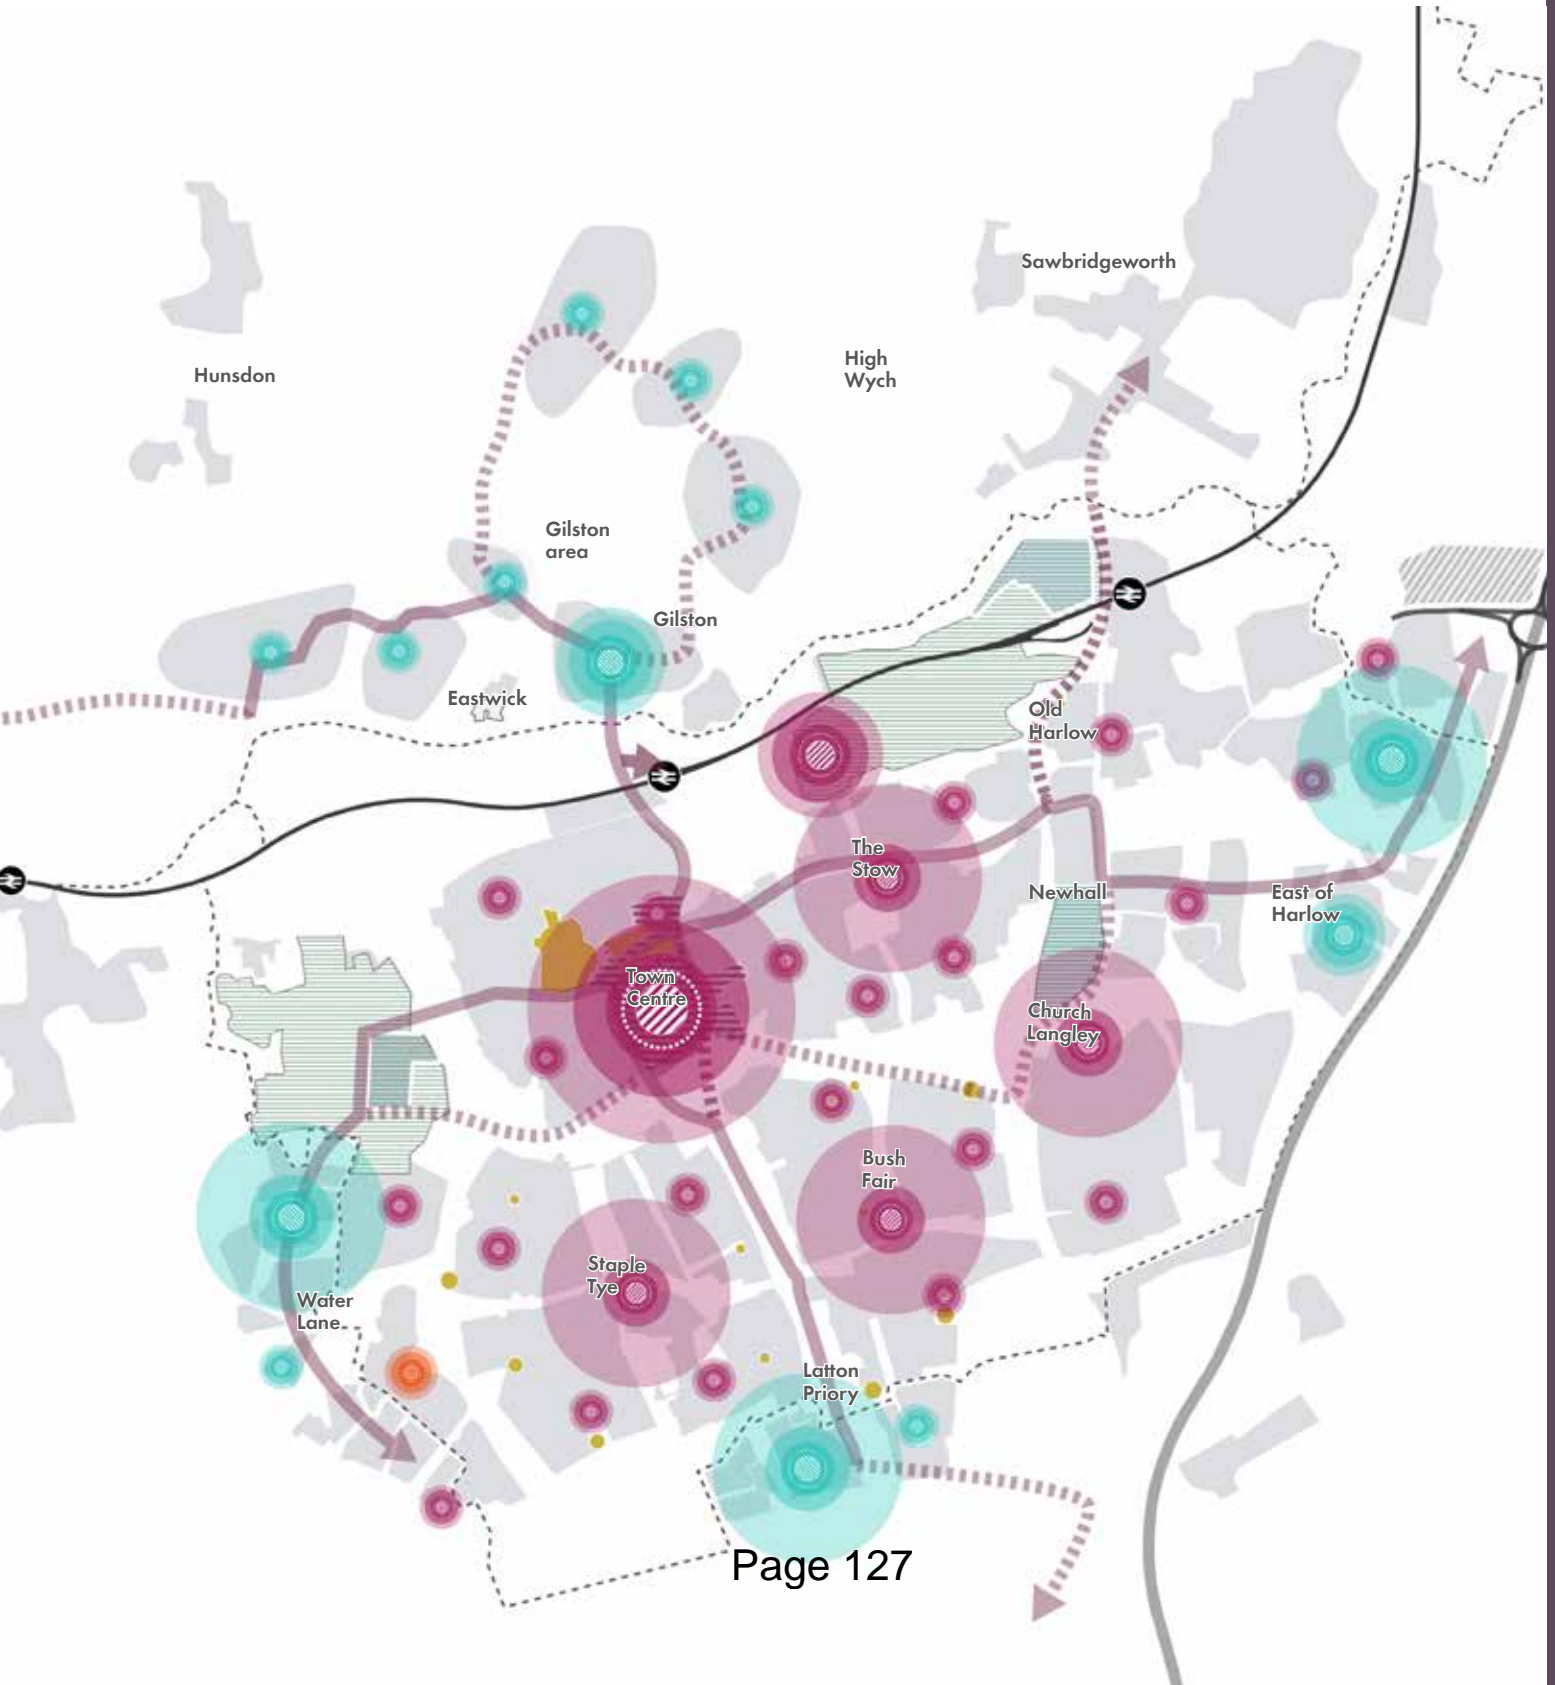 Sawbridgeworth
High
Wych
Hunsdon
Gilston
area
Gilston
Eastwick
Old
Harlow
The
Stow
Newhall
East of
Harlow
Town
Centre
Church
Langley
Bush
Fair
Staple
Tye
Water
Lane
Latton
Priory
Page 127